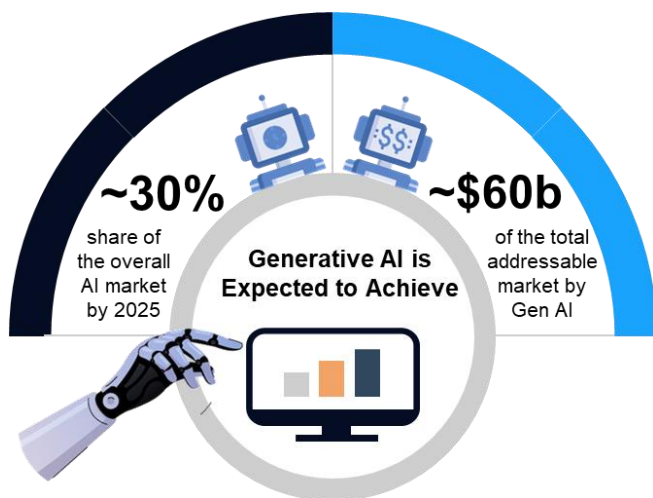 ~30%
share of
the overall
AI market
by 2025
:$$:
~$60b
of the total
addressable
market by
Gen AI
Generative AI is
Expected to Achieve